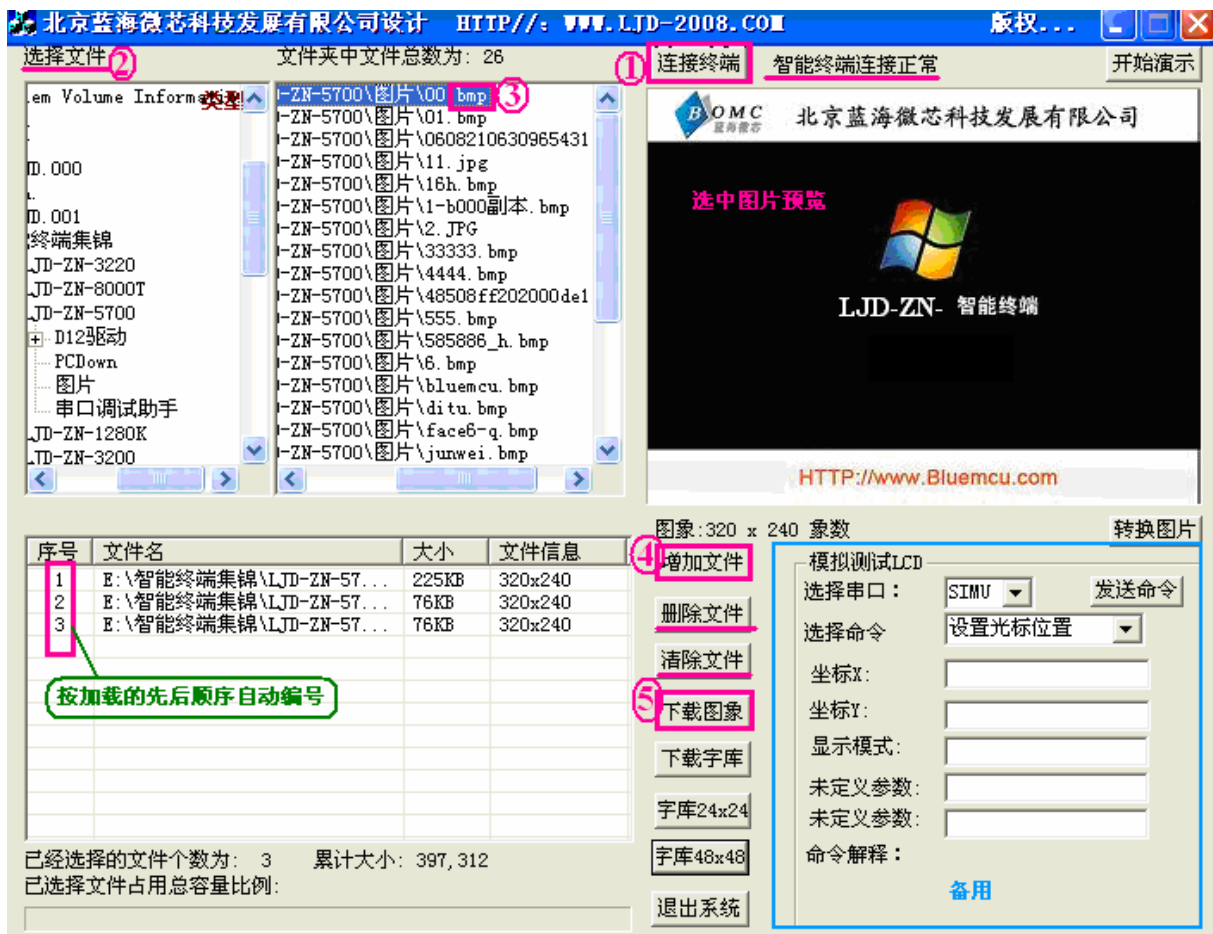 北京蓝海微芯科技发展有限公司设计 HTTP//: WWW.LJD-2008.COM 版权...
选择文件 ②
文件夹中文件总数为: 26
① 连接终端 智能终端连接正常 开始演示
.em Volume Inform 类型
ID.000
ID.001
终端集锦
LJD-ZN-3220
LJD-ZN-8000T
LJD-ZN-5700
D12驱动
PCDown
图片
串口调试助手
LJD-ZN-1280K
LJD-ZN-3200
-ZN-5700\图片\00.bmp ③
-ZN-5700\图片\01.bmp
-ZN-5700\图片\0608210630965431
-ZN-5700\图片\11.jpg
-ZN-5700\图片\16h.bmp
-ZN-5700\图片\1-b000副本.bmp
-ZN-5700\图片\2.JPG
-ZN-5700\图片\33333.bmp
-ZN-5700\图片\4444.bmp
-ZN-5700\图片\48508ff202000de1
-ZN-5700\图片\555.bmp
-ZN-5700\图片\585886_h.bmp
-ZN-5700\图片\6.bmp
-ZN-5700\图片\bluemcu.bmp
-ZN-5700\图片\ditu.bmp
-ZN-5700\图片\face6-q.bmp
-ZN-5700\图片\junwei.bmp
BOMC 蓝海微芯 北京蓝海微芯科技发展有限公司
选中图片预览
LJD-ZN- 智能终端
HTTP://www.Bluemcu.com
图象:320 x 240 象数 转换图片
序号 文件名 大小 文件信息
1 E:\智能终端集锦\LJD-ZN-57... 225KB 320x240
2 E:\智能终端集锦\LJD-ZN-57... 76KB 320x240
3 E:\智能终端集锦\LJD-ZN-57... 76KB 320x240
按加载的先后顺序自动编号
已经选择的文件个数为: 3 累计大小: 397,312
已选择文件占用总容量比例:
④ 增加文件
删除文件
清除文件
⑤ 下载图象
下载字库
字库24x24
字库48x48
退出系统
模拟测试LCD
选择串口: SIMU 发送命令
选择命令 设置光标位置
坐标X:
坐标Y:
显示模式:
未定义参数:
未定义参数:
命令解释:
备用